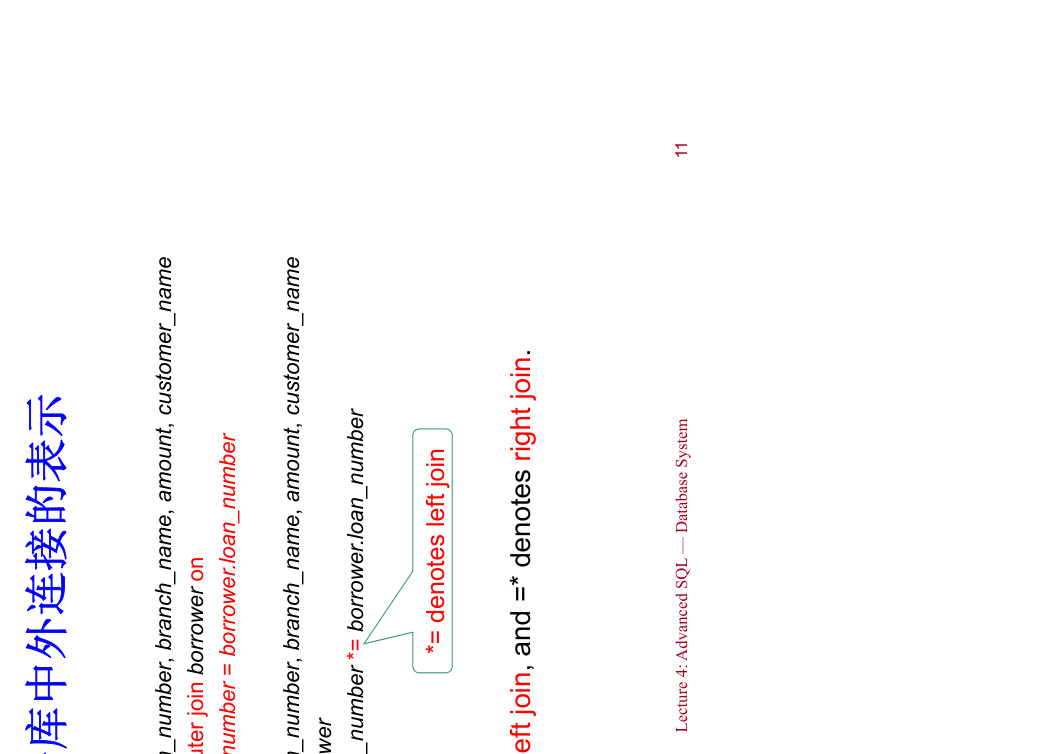 库中外连接的表示
_number, branch_name, amount, customer_name
uter join borrower on
number = borrower.loan_number
_number, branch_name, amount, customer_name
wer
_number *= borrower.loan_number
*= denotes left join
eft join, and =* denotes right join.
Lecture 4: Advanced SQL — Database System
11